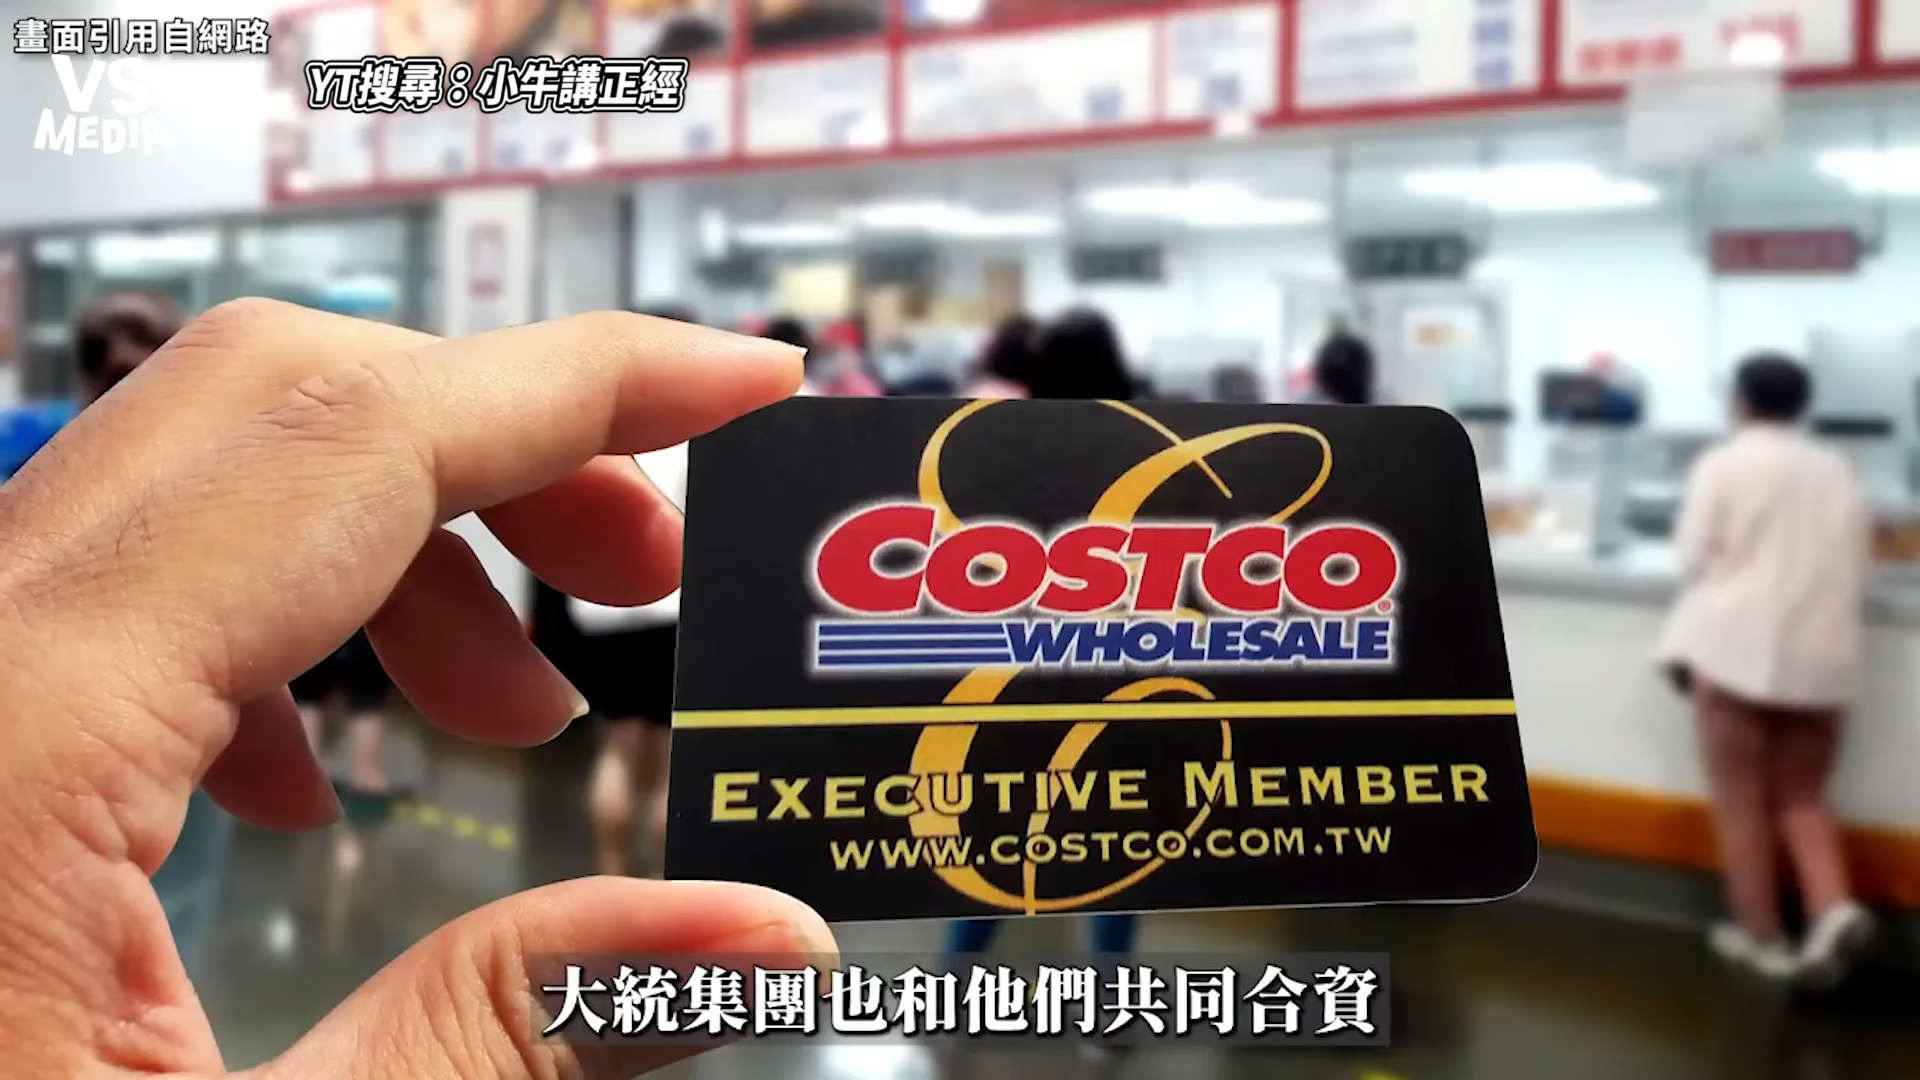 畫面引用自網路
VS
MEDIA
YT搜尋：小牛講正經
COSTCO
WHOLESALE
EXECUTIVE MEMBER
WWW.COSTCO.COM.TW
大統集團也和他們共同合資